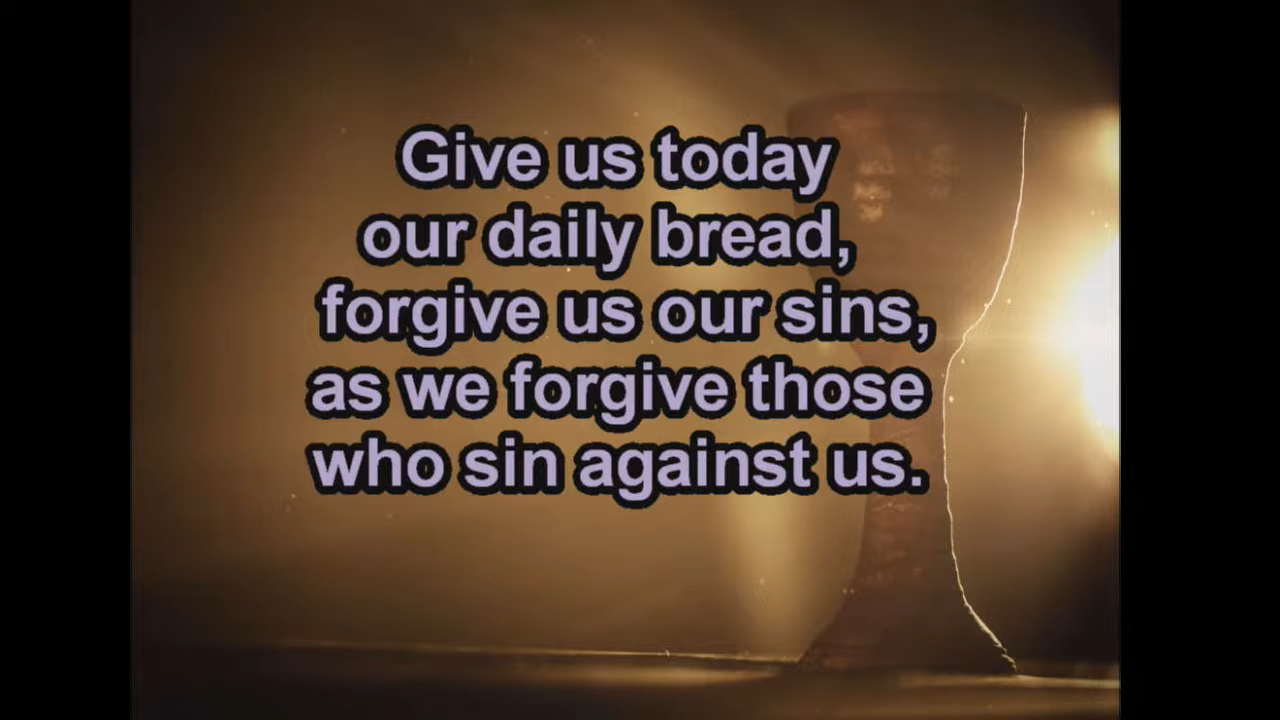 Give us today
our daily bread,
forgive us our sins,
as we forgive those
who sin against us.